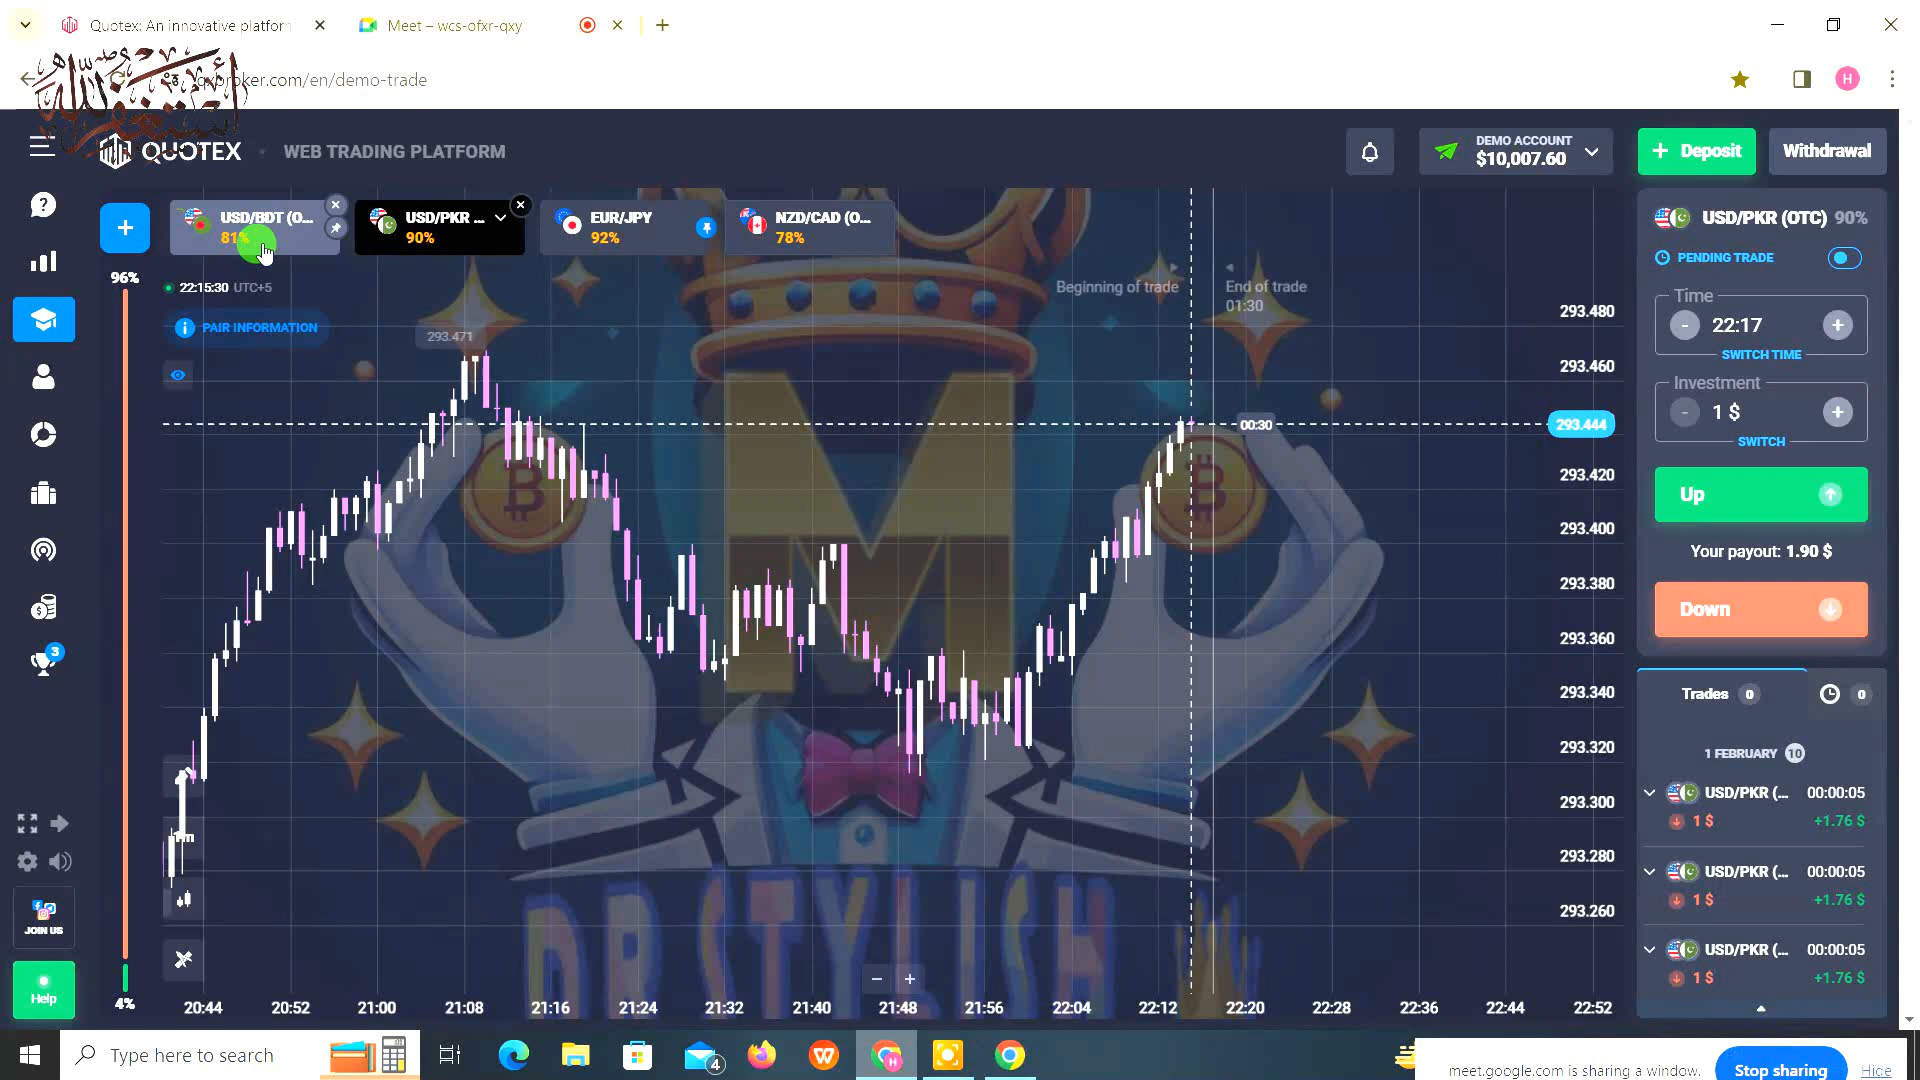 Quotex: An innovative platform
Meet – wcs-ofxr-qxy
qxbroker.com/en/demo-trade
أستغفر الله
QUOTEX
WEB TRADING PLATFORM
DEMO ACCOUNT
$10,007.60
+ Deposit
Withdrawal
USD/BDT (O...
81%
USD/PKR ...
90%
EUR/JPY
92%
NZD/CAD (O...
78%
96%
22:15:30 UTC+5
PAIR INFORMATION
Beginning of trade
End of trade
01:30
293.471
00:30
293.480
293.460
293.444
293.420
293.400
293.380
293.360
293.340
293.320
293.300
293.280
293.260
M
DR STYLISH
1m
4%
20:44 20:52 21:00 21:08 21:16 21:24 21:32 21:40 21:48 21:56 22:04 22:12 22:20 22:28 22:36 22:44 22:52
USD/PKR (OTC) 90%
PENDING TRADE
Time
22:17
SWITCH TIME
Investment
1 $
SWITCH
Up
Your payout: 1.90 $
Down
Trades 0
0
1 FEBRUARY 10
USD/PKR (... 00:00:05
1 $ +1.76 $
USD/PKR (... 00:00:05
1 $ +1.76 $
USD/PKR (... 00:00:05
1 $ +1.76 $
3
JOIN US
Help
Type here to search
4
meet.google.com is sharing a window.
Stop sharing
Hide